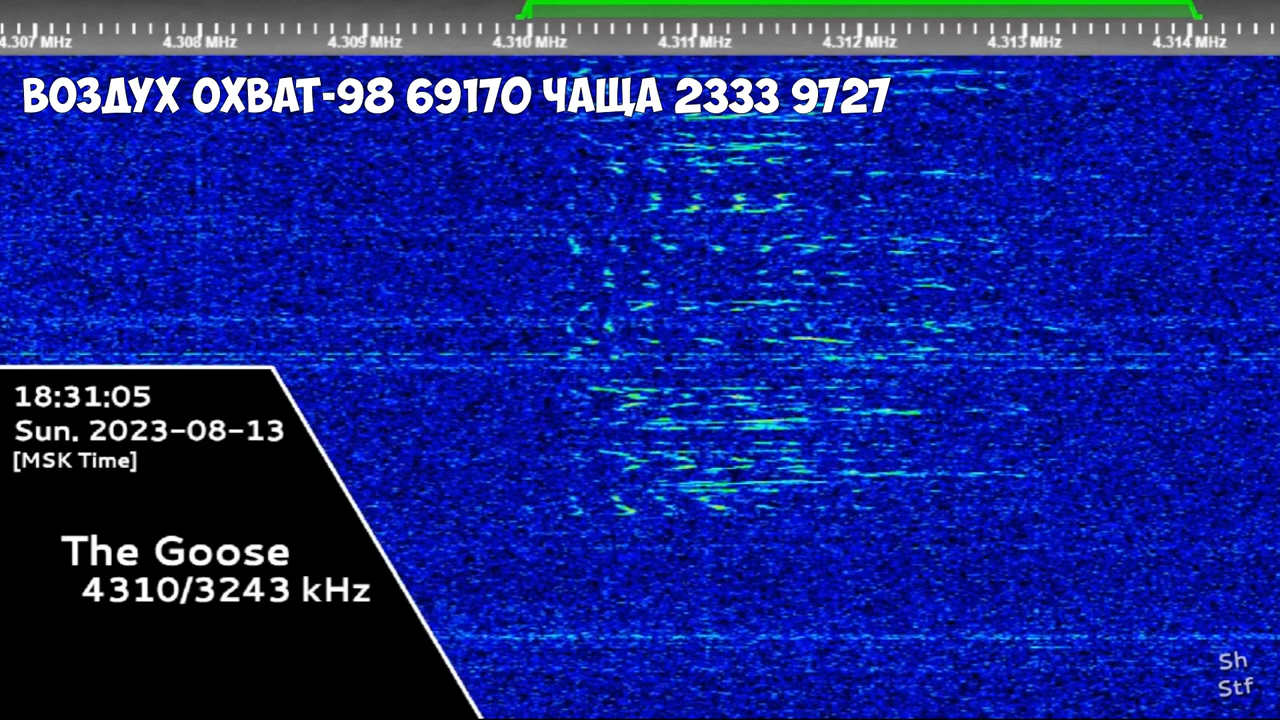 4.307 MHz 4.308 MHz 4.309 MHz 4.310 MHz 4.311 MHz 4.312 MHz 4.313 MHz 4.314 MHz
ВОЗДУХ ОХВАТ-98 69170 ЧАЩА 2333 9727
18:31:05
Sun. 2023-08-13
[MSK Time]
The Goose
4310/3243 kHz
Sh
Stf